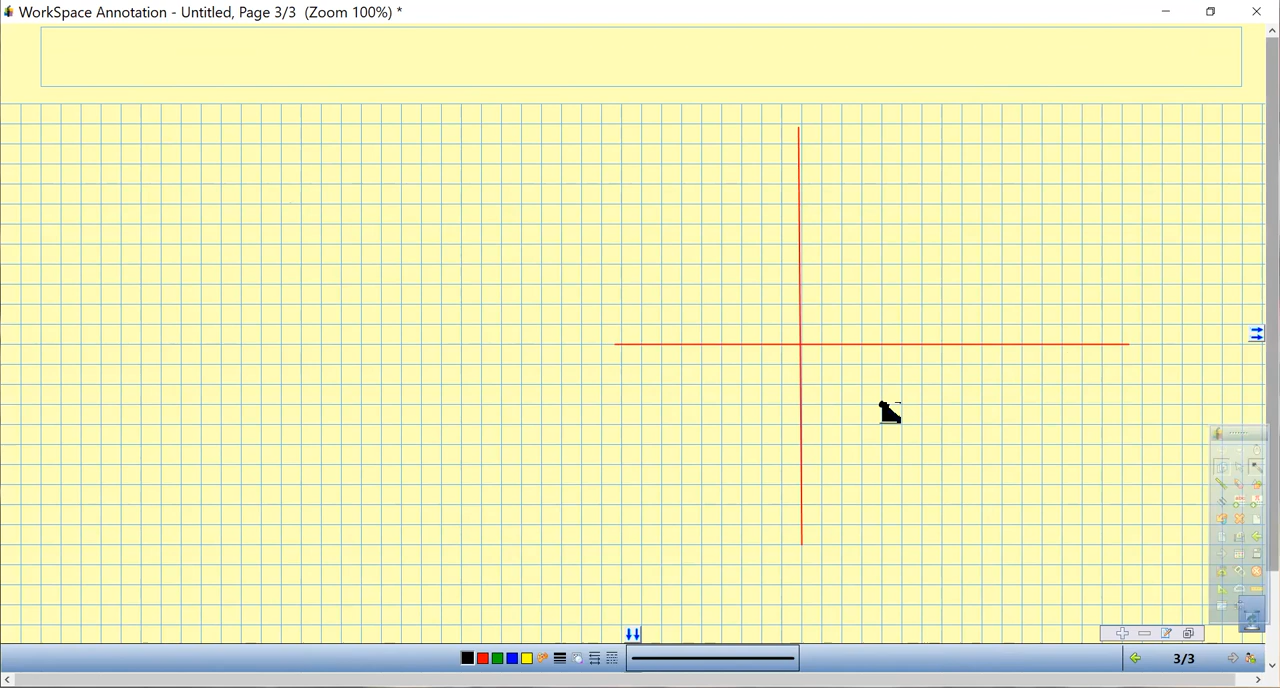 WorkSpace Annotation - Untitled, Page 3/3 (Zoom 100%) *
3/3